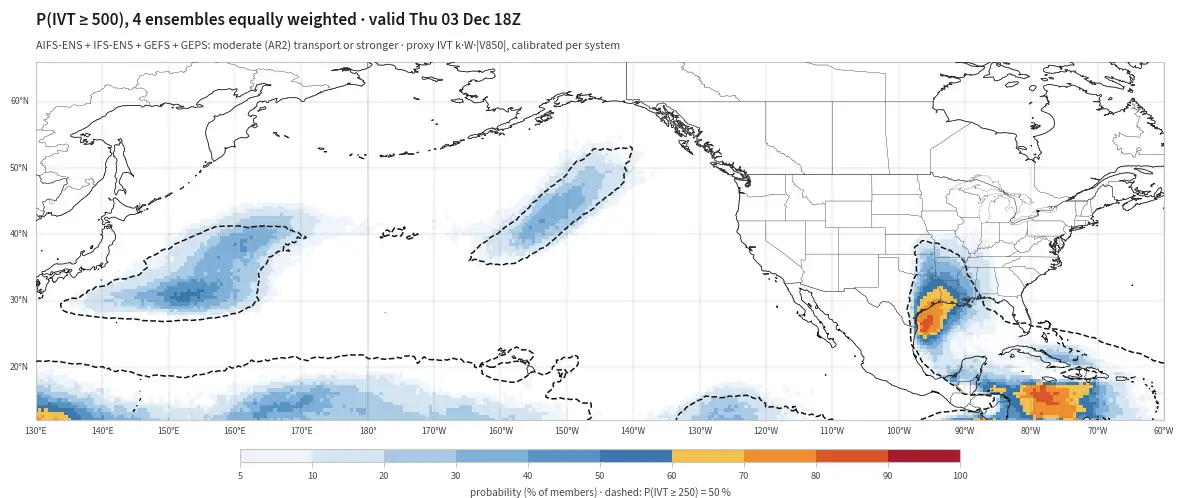 P(IVT ≥ 500), 4 ensembles equally weighted · valid Thu 03 Dec 18Z
AIFS-ENS + IFS-ENS + GEFS + GEPS: moderate (AR2) transport or stronger · proxy IVT k·W·|V850|, calibrated per system
60°N
50°N
40°N
30°N
20°N
130°E 140°E 150°E 160°E 170°E 180° 170°W 160°W 150°W 140°W 130°W 120°W 110°W 100°W 90°W 80°W 70°W 60°W
5 10 20 30 40 50 60 70 80 90 100
probability (% of members) · dashed: P(IVT ≥ 250) = 50 %